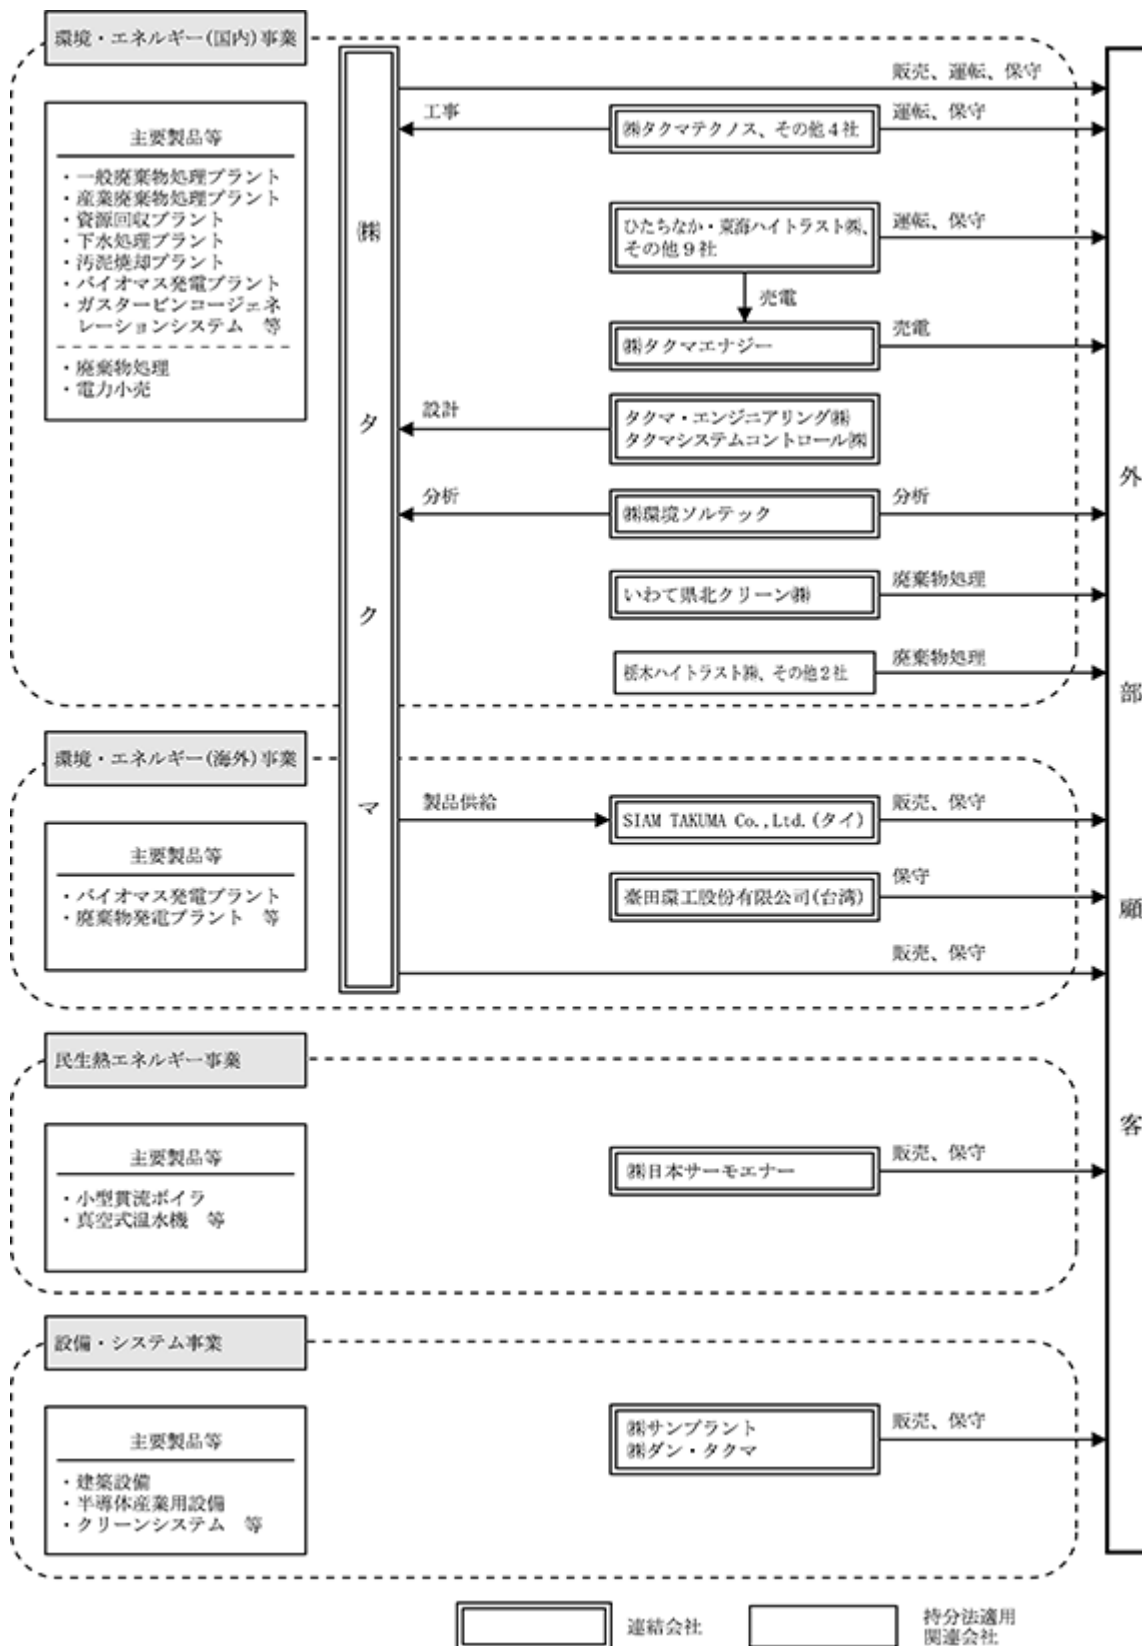 環境・エネルギー(国内)事業
主要製品等
・一般廃棄物処理プラント
・産業廃棄物処理プラント
・資源回収プラント
・下水処理プラント
・汚泥焼却プラント
・バイオマス発電プラント
・ガスタービンコージェネ
レーションシステム 等
・廃棄物処理
・電力小売
㈱タクマ
販売、運転、保守
工事
㈱タクマテクノス、その他4社
運転、保守
ひたちなか・東海ハイトラスト㈱、
その他9社
運転、保守
売電
㈱タクマエナジー
売電
設計
タクマ・エンジニアリング㈱
タクマシステムコントロール㈱
分析
㈱環境ソルテック
分析
いわて県北クリーン㈱
廃棄物処理
栃木ハイトラスト㈱、その他2社
廃棄物処理
外部顧客
環境・エネルギー(海外)事業
主要製品等
・バイオマス発電プラント
・廃棄物発電プラント 等
製品供給
SIAM TAKUMA Co.,Ltd.(タイ)
販売、保守
臺田環工股份有限公司(台湾)
保守
販売、保守
民生熱エネルギー事業
主要製品等
・小型貫流ボイラ
・真空式温水機 等
㈱日本サーモエナー
販売、保守
設備・システム事業
主要製品等
・建築設備
・半導体産業用設備
・クリーンシステム 等
㈱サンプラント
㈱ダン・タクマ
販売、保守
連結会社
持分法適用
関連会社